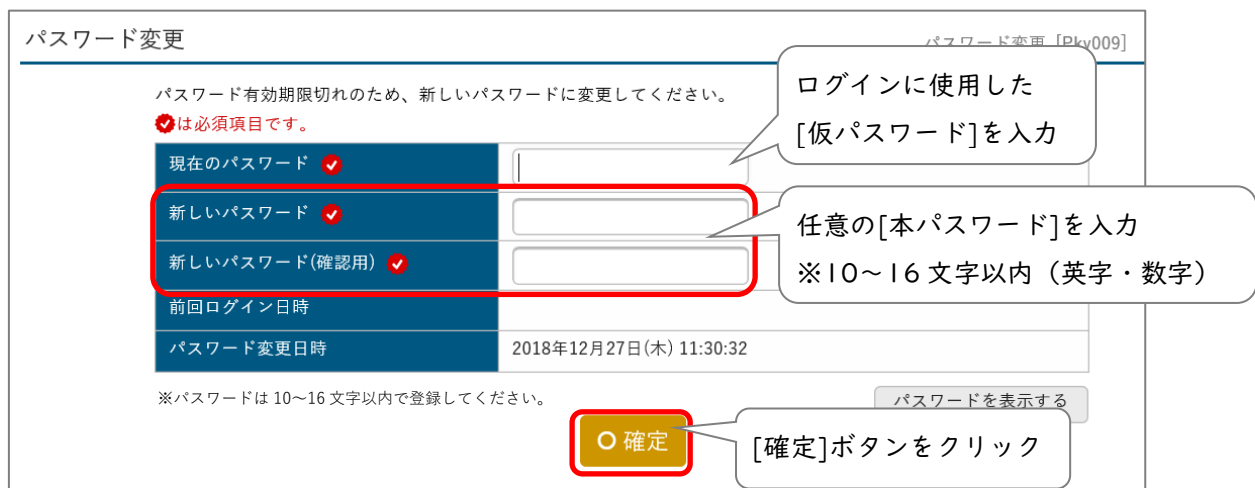 パスワード変更
パスワード変更 [Pky009]
パスワード有効期限切れのため、新しいパスワードに変更してください。
は必須項目です。
ログインに使用した
[仮パスワード]を入力
現在のパスワード
新しいパスワード
新しいパスワード(確認用)
任意の[本パスワード]を入力
※10～16文字以内（英字・数字）
前回ログイン日時
パスワード変更日時 2018年12月27日(木) 11:30:32
※パスワードは10～16文字以内で登録してください。
パスワードを表示する
確定
[確定]ボタンをクリック